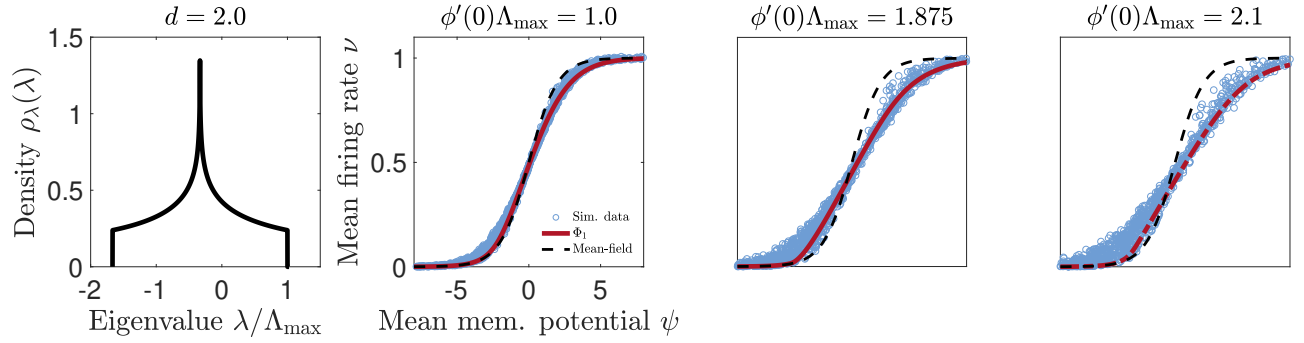 d = 2.0
Density ρ_λ(λ)
1.5
1
0.5
0
-2
-1
0
1
Eigenvalue λ/Λ_max
ϕ′(0)Λ_max = 1.0
Mean firing rate ν
1
0.5
0
-5
0
5
Mean mem. potential ψ
Sim. data
Φ₁
Mean-field
ϕ′(0)Λ_max = 1.875
ϕ′(0)Λ_max = 2.1